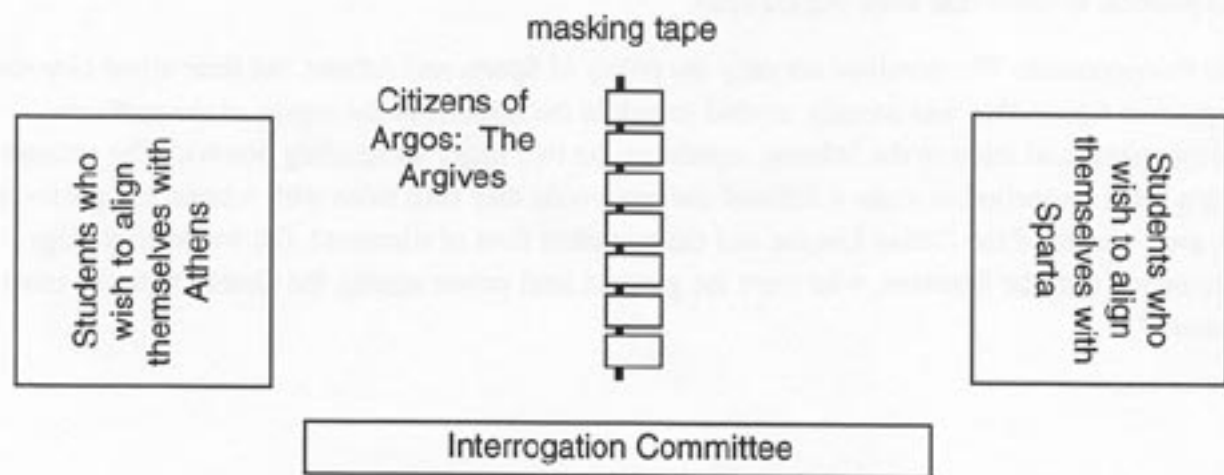 masking tape
Citizens of
Argos: The
Argives
Students who
wish to align
themselves with
Athens
Students who
wish to align
themselves with
Sparta
Interrogation Committee